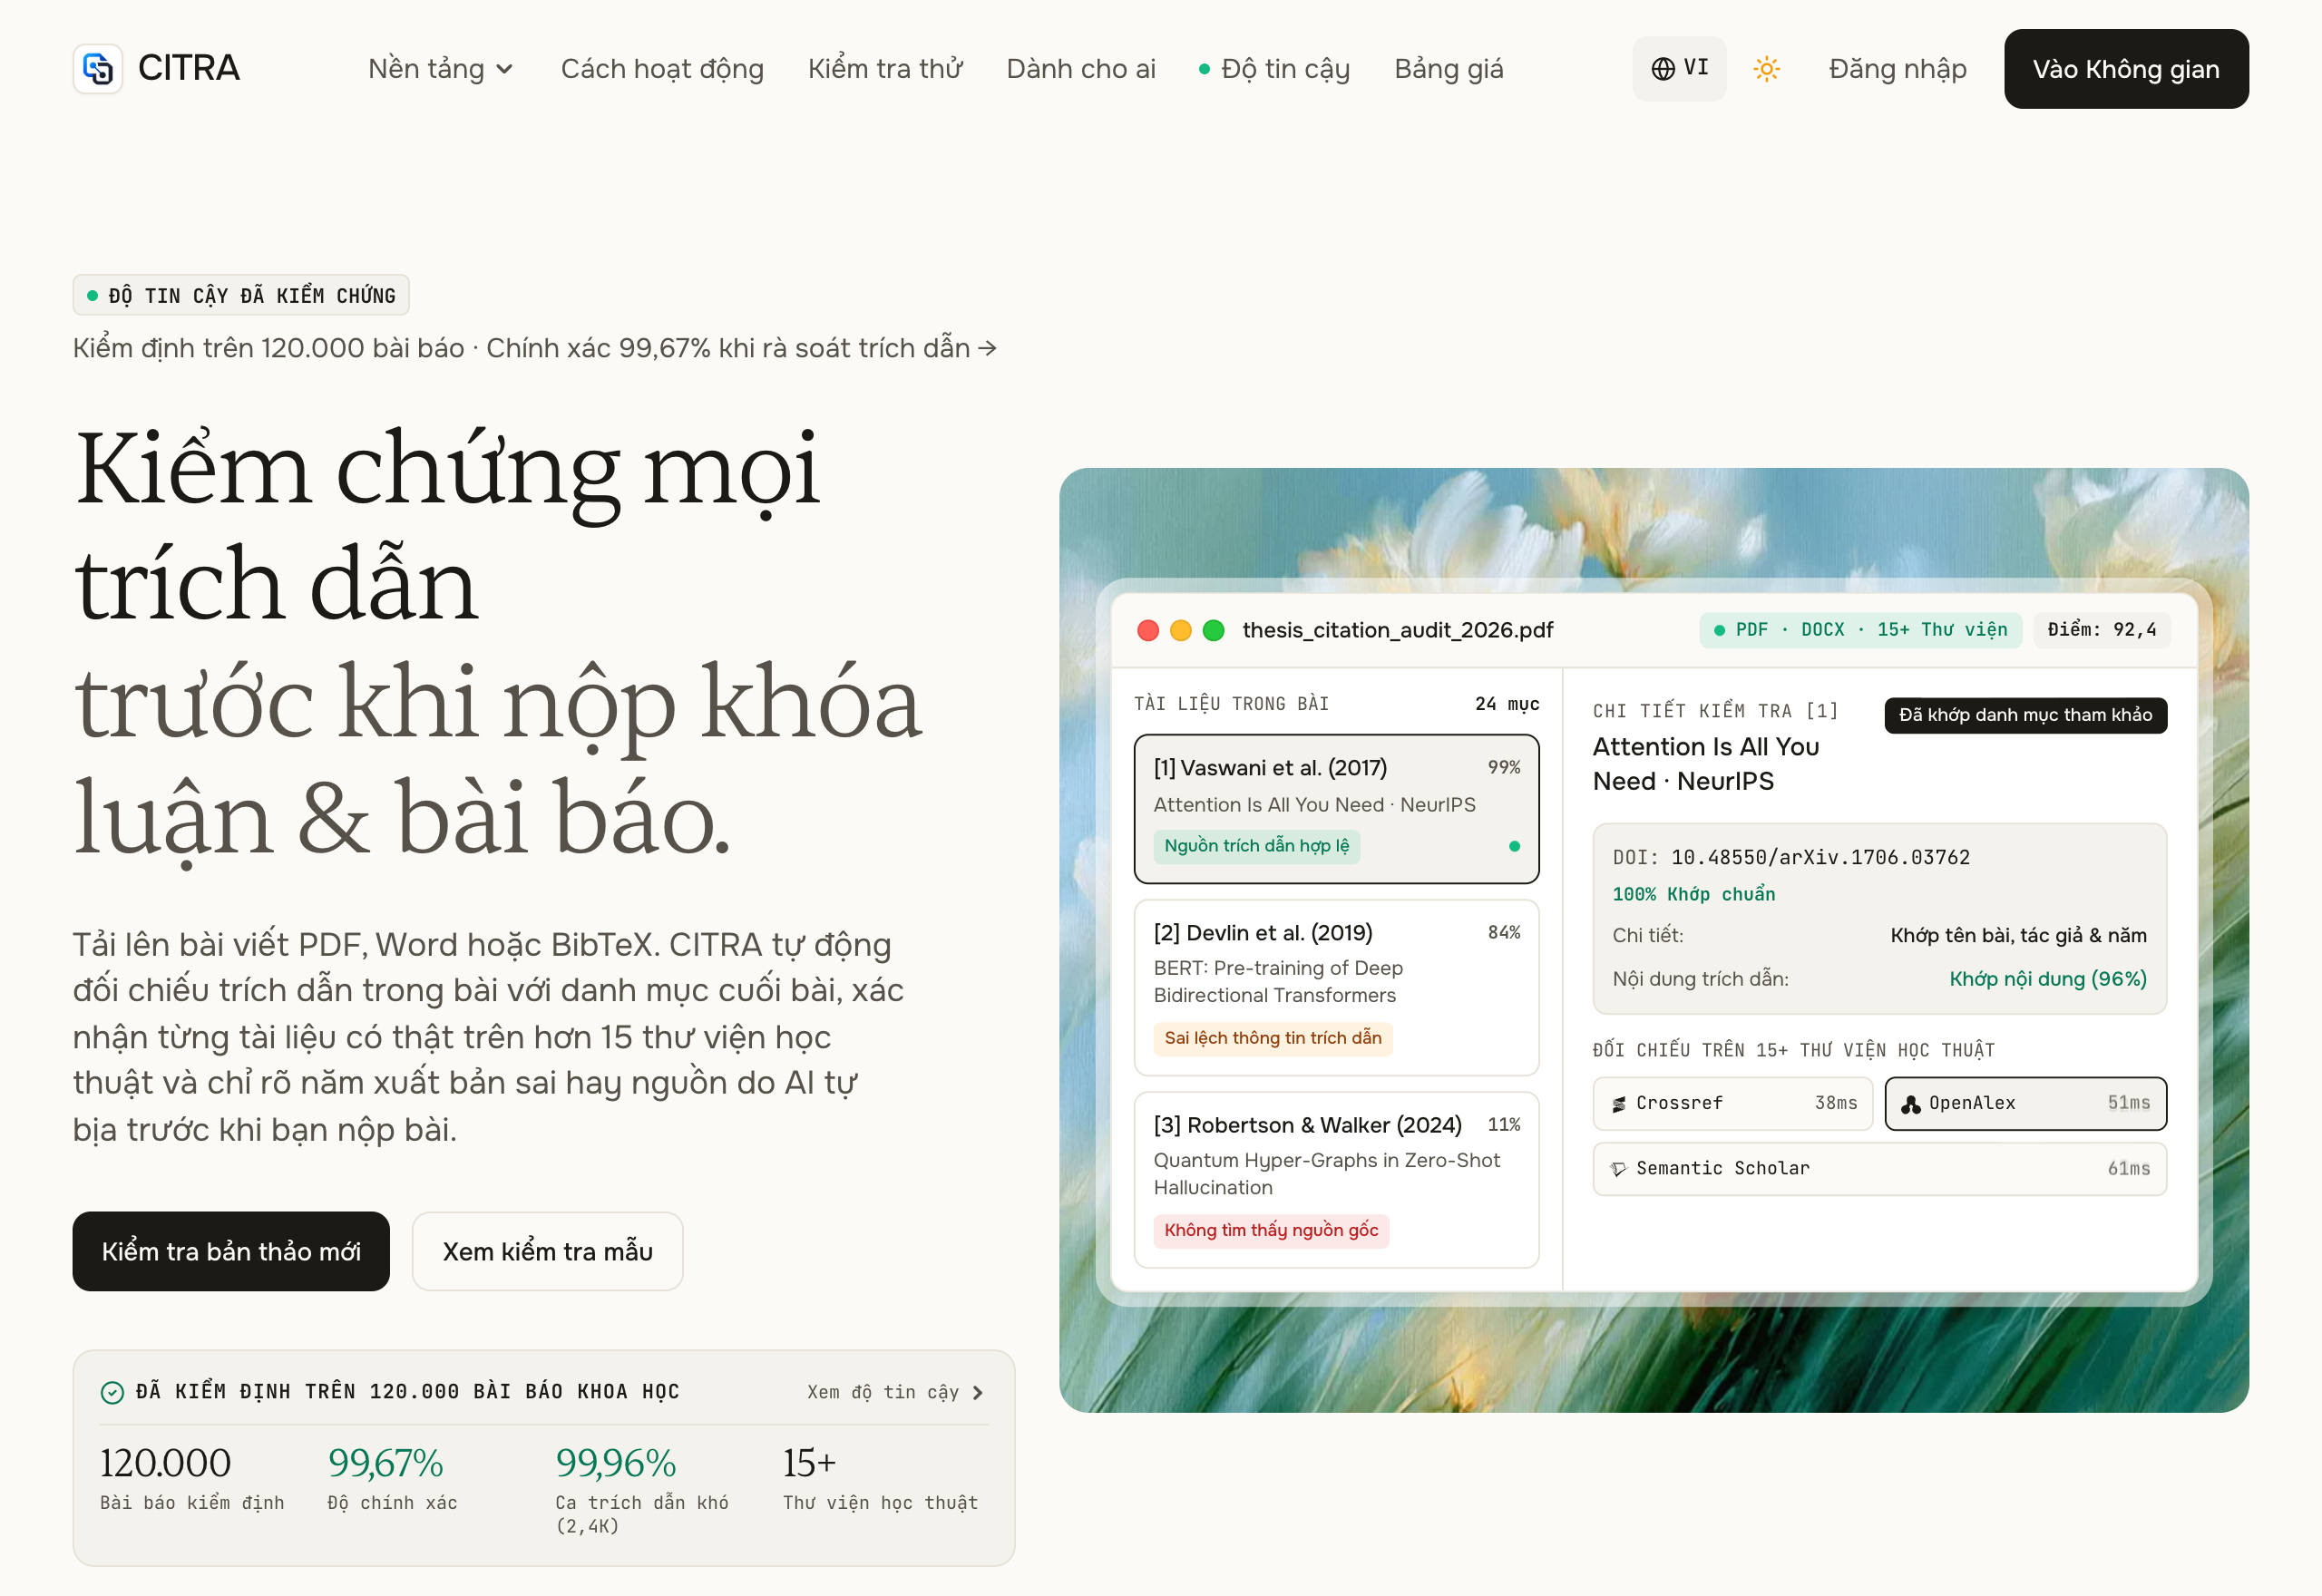 CITRA
Nền tảng
Cách hoạt động
Kiểm tra thử
Dành cho ai
Độ tin cậy
Bảng giá
VI
Đăng nhập
Vào Không gian
ĐỘ TIN CẬY ĐÃ KIỂM CHỨNG
Kiểm định trên 120.000 bài báo · Chính xác 99,67% khi rà soát trích dẫn →
Kiểm chứng mọi
trích dẫn
trước khi nộp khóa
luận & bài báo.
Tải lên bài viết PDF, Word hoặc BibTeX. CITRA tự động
đối chiếu trích dẫn trong bài với danh mục cuối bài, xác
nhận từng tài liệu có thật trên hơn 15 thư viện học
thuật và chỉ rõ năm xuất bản sai hay nguồn do AI tự
bịa trước khi bạn nộp bài.
Kiểm tra bản thảo mới
Xem kiểm tra mẫu
ĐÃ KIỂM ĐỊNH TRÊN 120.000 BÀI BÁO KHOA HỌC
Xem độ tin cậy
120.000
Bài báo kiểm định
99,67%
Độ chính xác
99,96%
Ca trích dẫn khó
(2,4K)
15+
Thư viện học thuật
thesis_citation_audit_2026.pdf
PDF · DOCX · 15+ Thư viện
Điểm: 92,4
TÀI LIỆU TRONG BÀI
24 mục
[1] Vaswani et al. (2017)
99%
Attention Is All You Need · NeurIPS
Nguồn trích dẫn hợp lệ
[2] Devlin et al. (2019)
84%
BERT: Pre-training of Deep
Bidirectional Transformers
Sai lệch thông tin trích dẫn
[3] Robertson & Walker (2024)
11%
Quantum Hyper-Graphs in Zero-Shot
Hallucination
Không tìm thấy nguồn gốc
CHI TIẾT KIỂM TRA [1]
Đã khớp danh mục tham khảo
Attention Is All You
Need · NeurIPS
DOI: 10.48550/arXiv.1706.03762
100% Khớp chuẩn
Chi tiết:
Khớp tên bài, tác giả & năm
Nội dung trích dẫn:
Khớp nội dung (96%)
ĐỐI CHIẾU TRÊN 15+ THƯ VIỆN HỌC THUẬT
Crossref
38ms
OpenAlex
51ms
Semantic Scholar
61ms